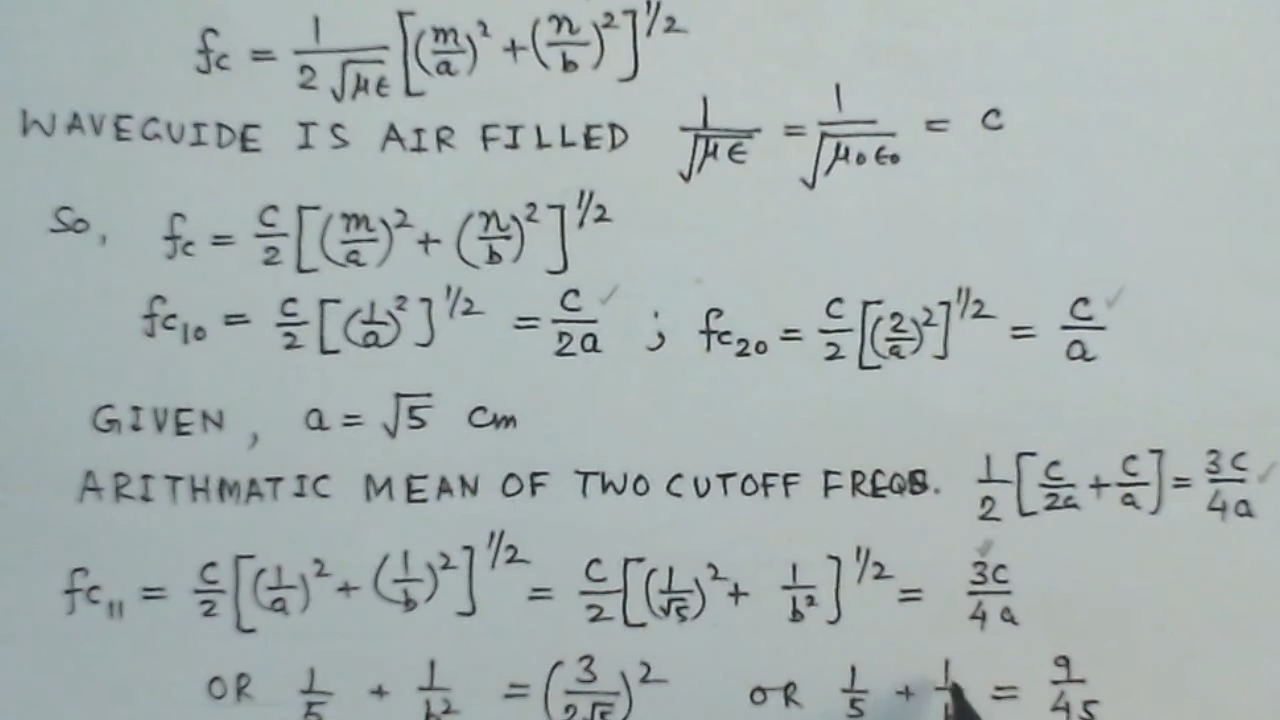 fc = 1/(2√με) [(m/a)² + (n/b)²]^1/2
WAVEGUIDE IS AIR FILLED 1/√με = 1/√μ₀ε₀ = c
So, fc = c/2 [(m/a)² + (n/b)²]^1/2
fc₁₀ = c/2 [(1/a)²]^1/2 = c/2a ; fc₂₀ = c/2 [(2/a)²]^1/2 = c/a
GIVEN, a = √5 cm
ARITHMATIC MEAN OF TWO CUTOFF FREQS. 1/2 [c/2a + c/a] = 3c/4a
fc₁₁ = c/2 [(1/a)² + (1/b)²]^1/2 = c/2 [(1/√5)² + 1/b²]^1/2 = 3c/4a
OR 1/5 + 1/b² = (3/2√5)² OR 1/5 + 1/ = 9/45